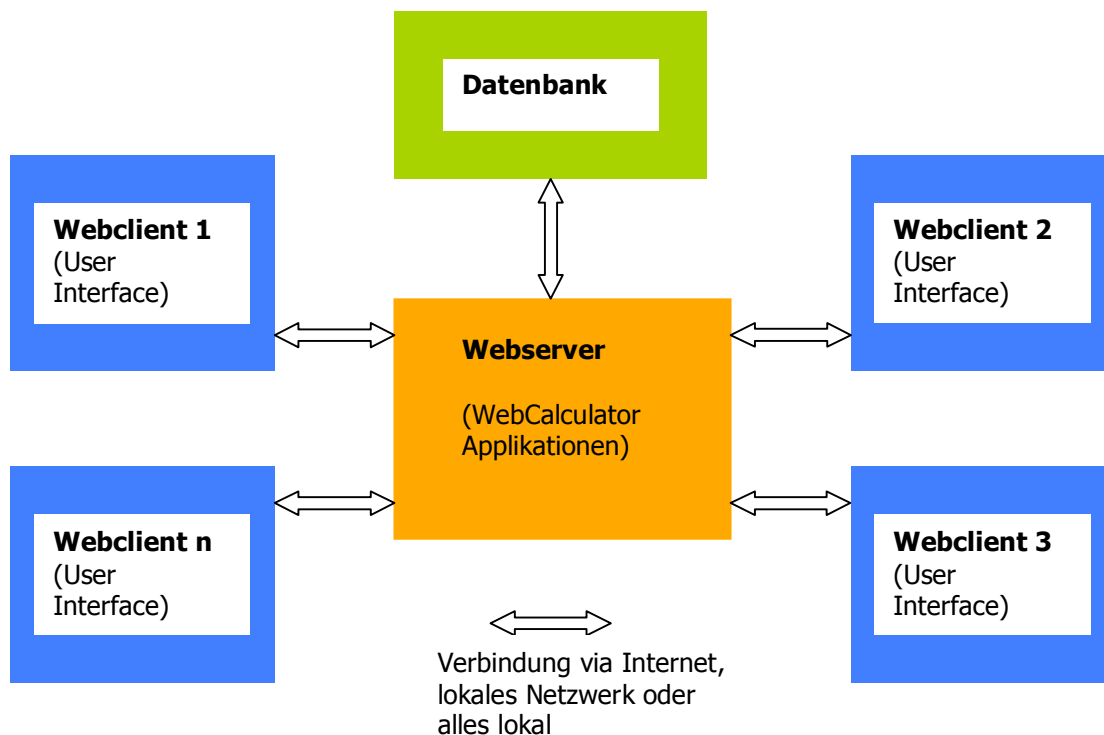 Datenbank
Webclient 1
(User
Interface)
Webclient 2
(User
Interface)
Webserver
(WebCalculator
Applikationen)
Webclient n
(User
Interface)
Webclient 3
(User
Interface)
Verbindung via Internet,
lokales Netzwerk oder
alles lokal